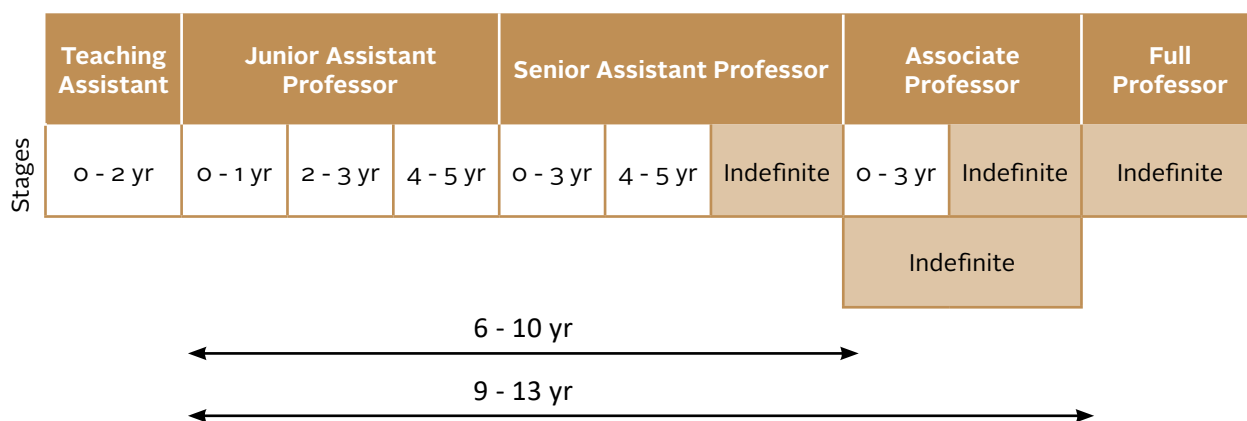 Teaching
Assistant
Junior Assistant
Professor
Senior Assistant Professor
Associate
Professor
Full
Professor
Stages
0 - 2 yr
0 - 1 yr
2 - 3 yr
4 - 5 yr
0 - 3 yr
4 - 5 yr
Indefinite
0 - 3 yr
Indefinite
Indefinite
Indefinite
6 - 10 yr
9 - 13 yr